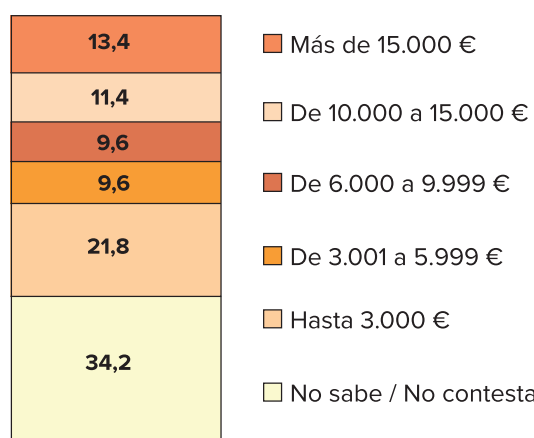 13,4
11,4
9,6
9,6
21,8
34,2
Más de 15.000 €
De 10.000 a 15.000 €
De 6.000 a 9.999 €
De 3.001 a 5.999 €
Hasta 3.000 €
No sabe / No contesta